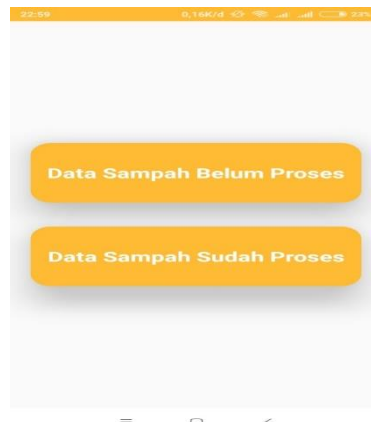 22:59 0,16K/d 23%
Data Sampah Belum Proses
Data Sampah Sudah Proses